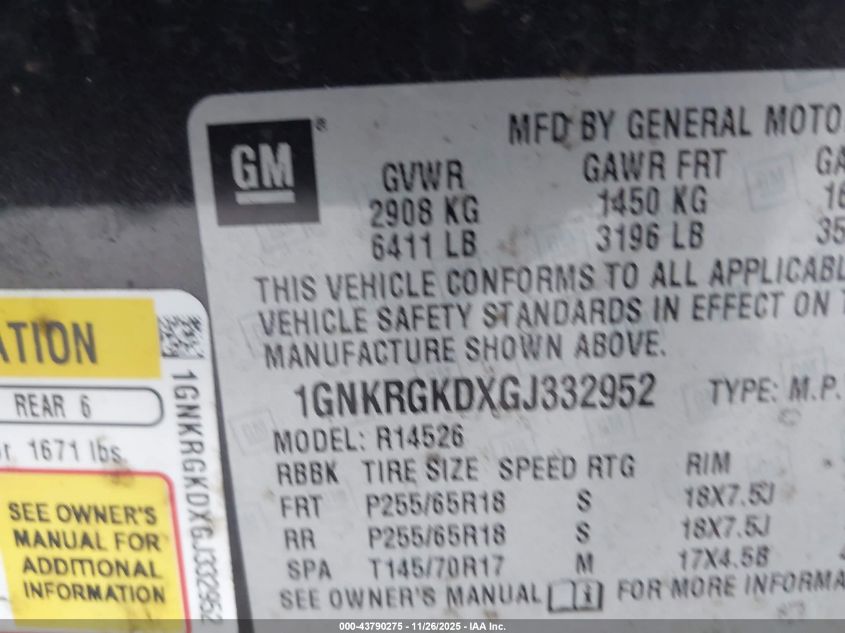 GM®
MFD BY GENERAL MOTO
GVWR GAWR FRT GA
2908 KG 1450 KG 16
6411 LB 3196 LB 35
THIS VEHICLE CONFORMS TO ALL APPLICABL
VEHICLE SAFETY STANDARDS IN EFFECT ON T
MANUFACTURE SHOWN ABOVE.
1GNKRGKDXGJ332952 TYPE: M.P.
MODEL: R14526
RBBK TIRE SIZE SPEED RTG RIM
FRT P255/65R18 S 18X7.5J
RR P255/65R18 S 18X7.5J
SPA T145/70R17 M 17X4.5B
SEE OWNER'S MANUAL FOR MORE INFORMA
ATION
REAR 6
or 1671 lbs.
SEE OWNER'S
MANUAL FOR
ADDITIONAL
INFORMATION
1GNKRGKDXGJ332952
000-43790275 - 11/26/2025 - IAA Inc.